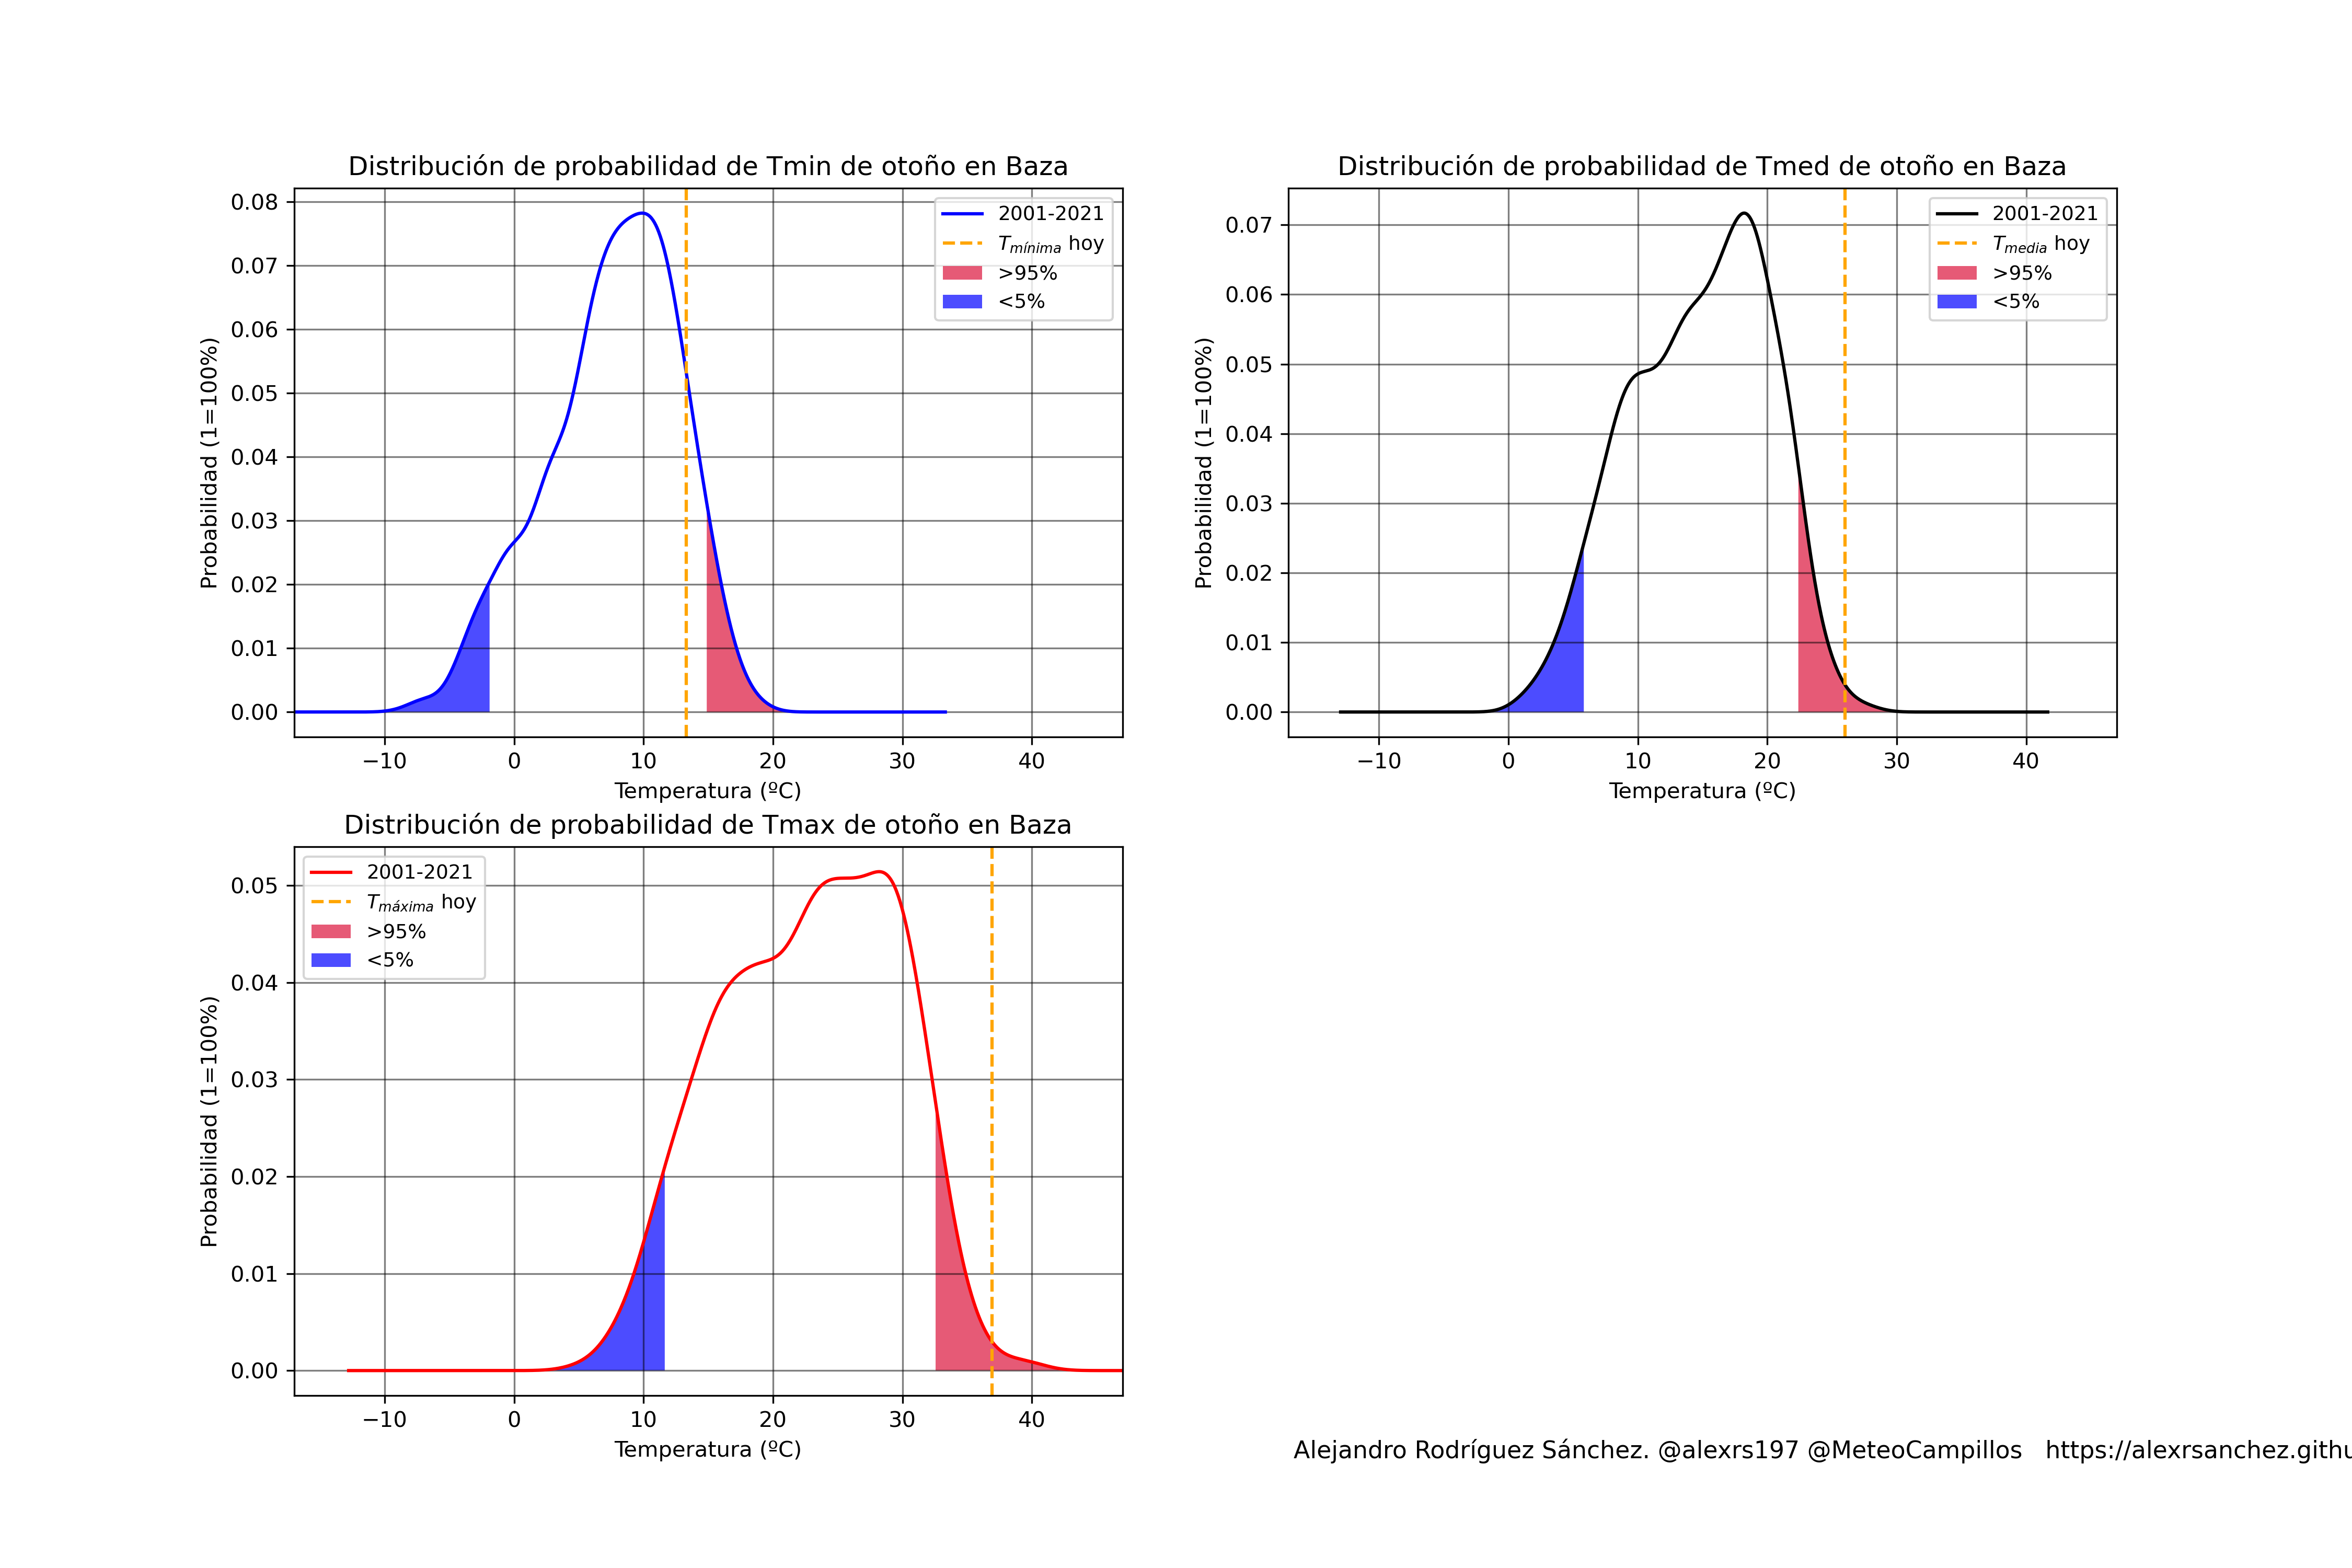 Distribución de probabilidad de Tmin de otoño en Baza
0.08
0.07
0.06
0.05
0.04
0.03
0.02
0.01
0.00
Probabilidad (1=100%)
2001-2021
Tmínima hoy
>95%
<5%
−10 0 10 20 30 40
Temperatura (ºC)
Distribución de probabilidad de Tmed de otoño en Baza
0.07
0.06
0.05
0.04
0.03
0.02
0.01
0.00
Probabilidad (1=100%)
2001-2021
Tmedia hoy
>95%
<5%
−10 0 10 20 30 40
Temperatura (ºC)
Distribución de probabilidad de Tmax de otoño en Baza
0.05
0.04
0.03
0.02
0.01
0.00
Probabilidad (1=100%)
2001-2021
Tmáxima hoy
>95%
<5%
−10 0 10 20 30 40
Temperatura (ºC)
Alejandro Rodríguez Sánchez. @alexrs197 @MeteoCampillos https://alexrsanchez.githu